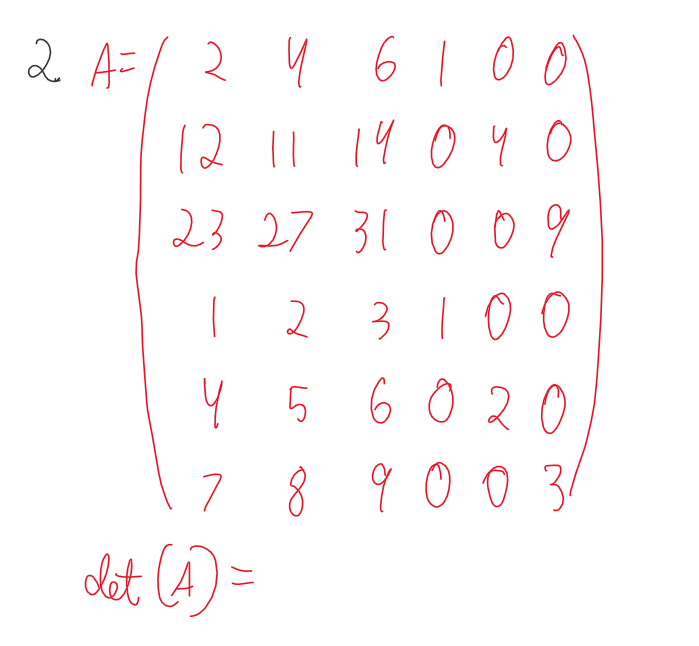 2. A= ( 2 4 6 1 0 0
12 11 14 0 4 0
23 27 31 0 0 9
1 2 3 1 0 0
4 5 6 0 2 0
7 8 9 0 0 3 )
det (A) =